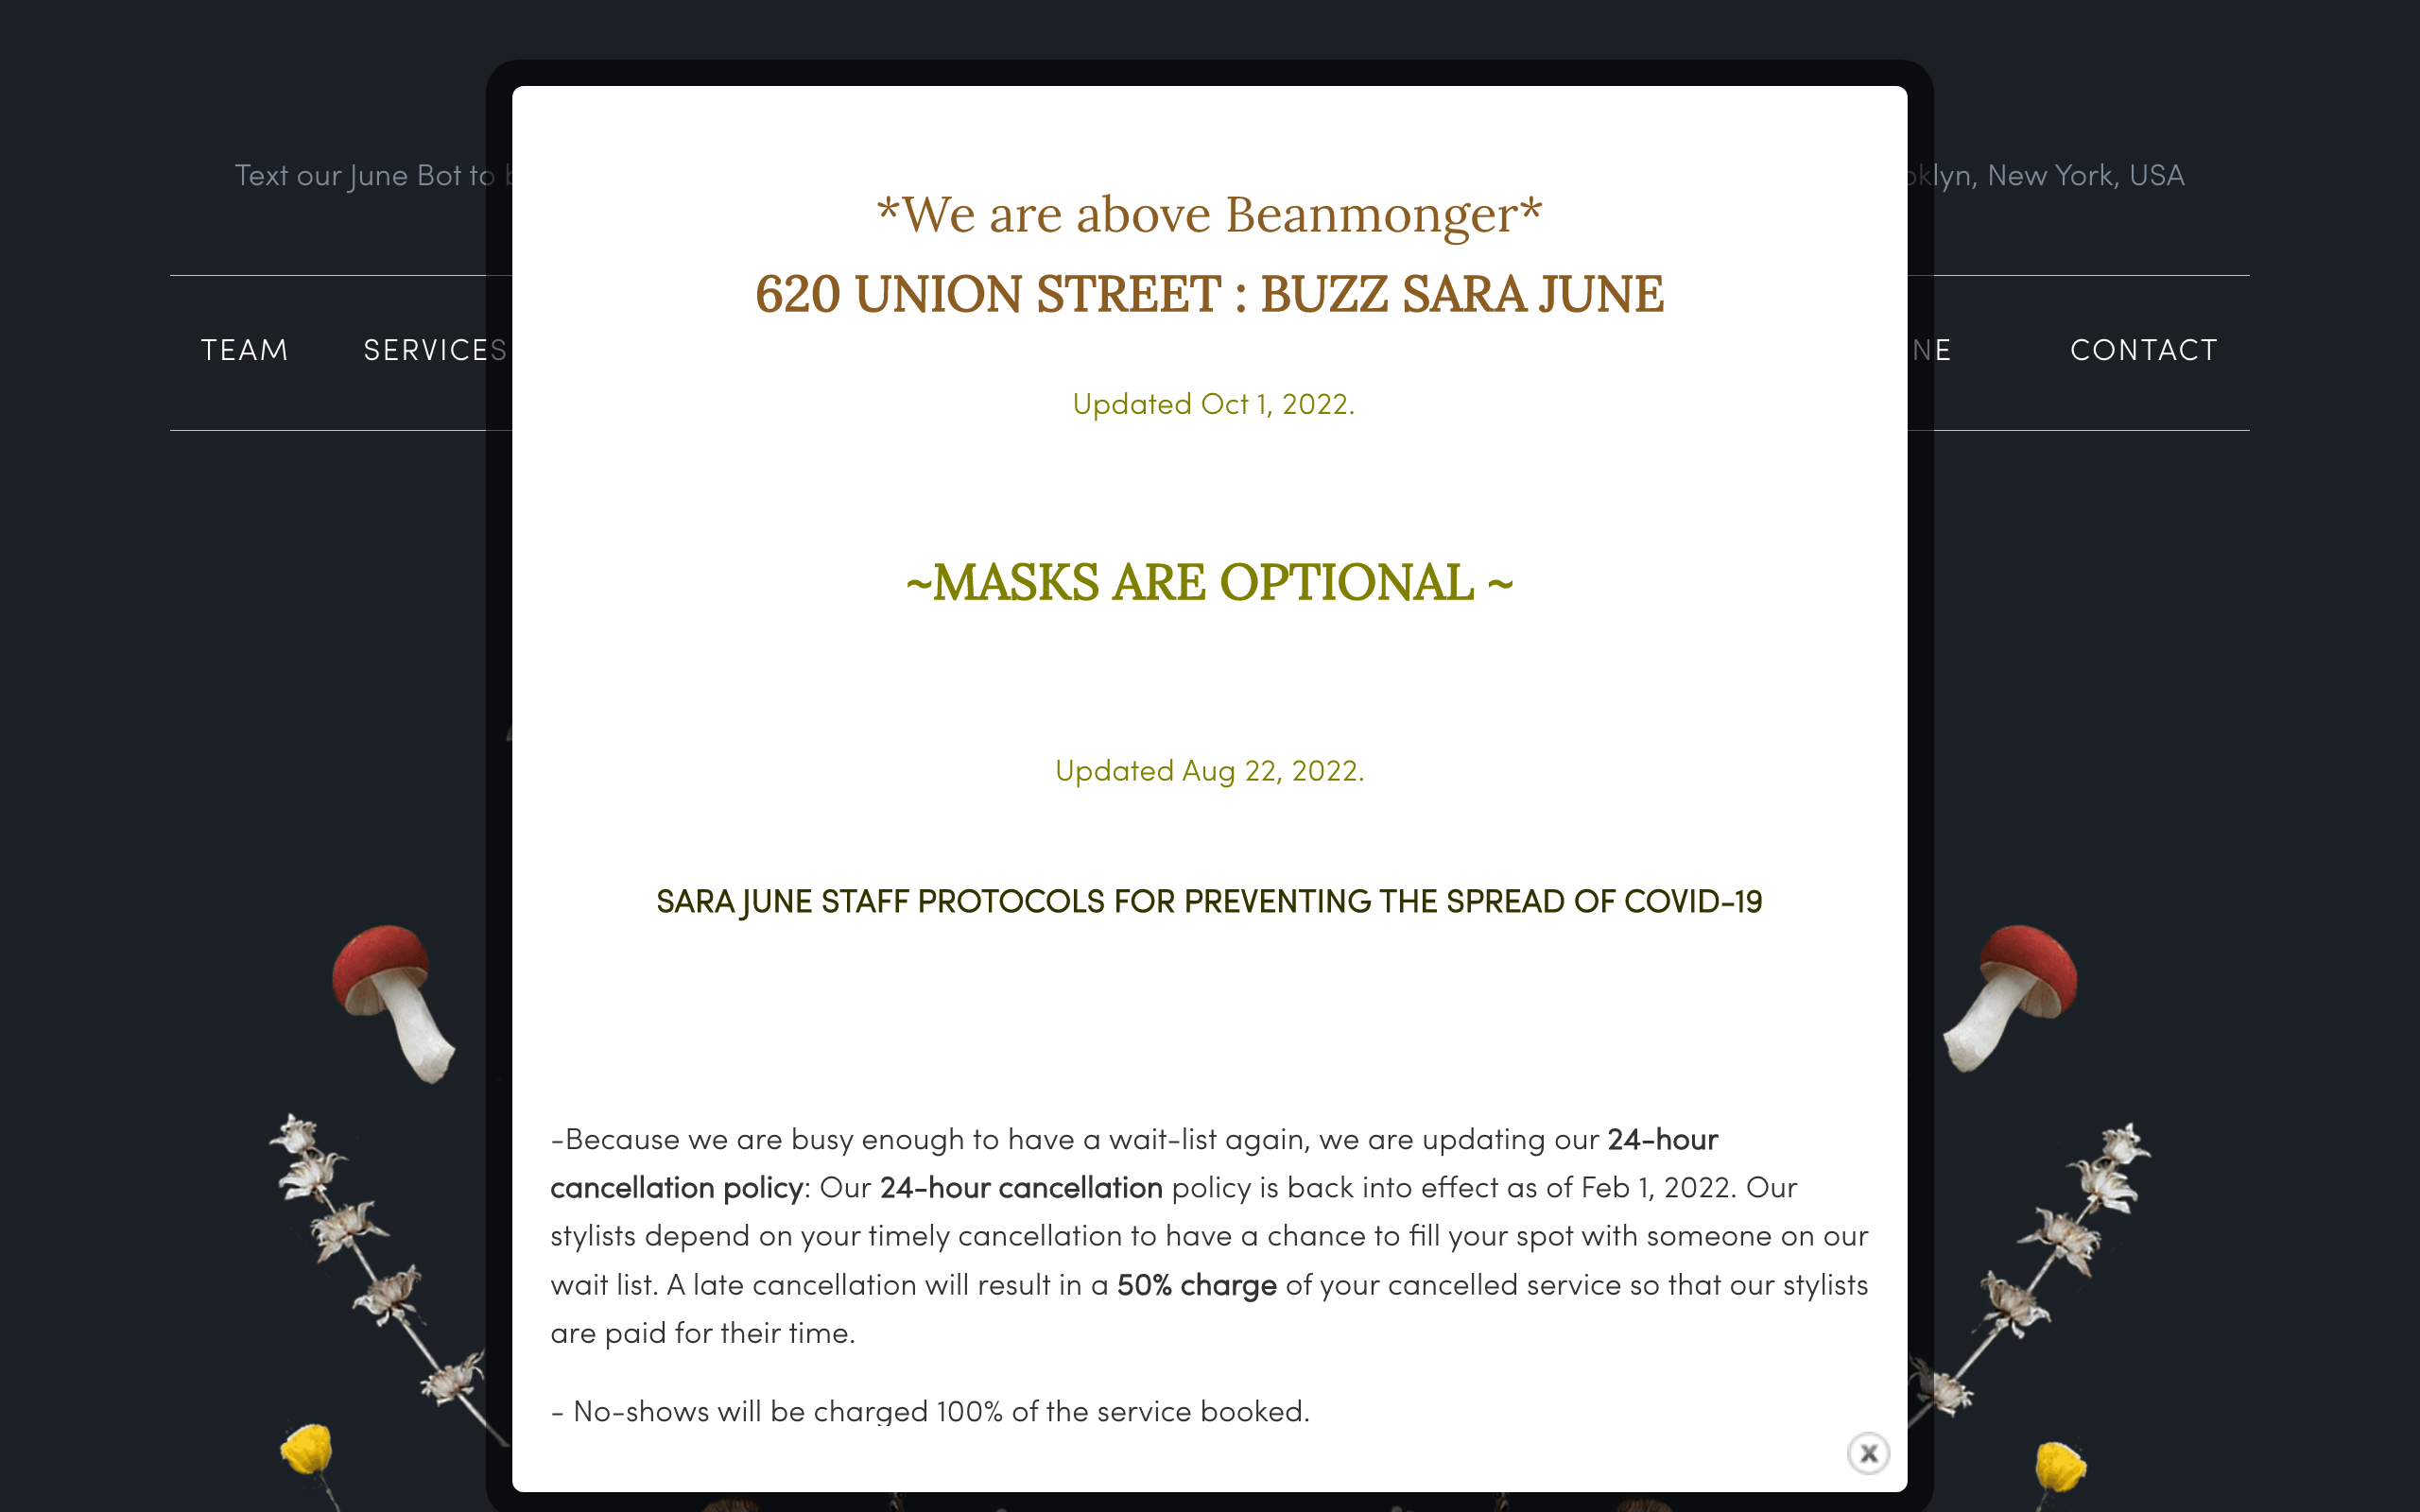 Text our June Bot to
oklyn, New York, USA
TEAM
SERVICES
NE
CONTACT
*We are above Beanmonger*
620 UNION STREET : BUZZ SARA JUNE
Updated Oct 1, 2022.
~MASKS ARE OPTIONAL ~
Updated Aug 22, 2022.
SARA JUNE STAFF PROTOCOLS FOR PREVENTING THE SPREAD OF COVID-19
-Because we are busy enough to have a wait-list again, we are updating our 24-hour
cancellation policy: Our 24-hour cancellation policy is back into effect as of Feb 1, 2022. Our
stylists depend on your timely cancellation to have a chance to fill your spot with someone on our
wait list. A late cancellation will result in a 50% charge of your cancelled service so that our stylists
are paid for their time.
- No-shows will be charged 100% of the service booked.
x